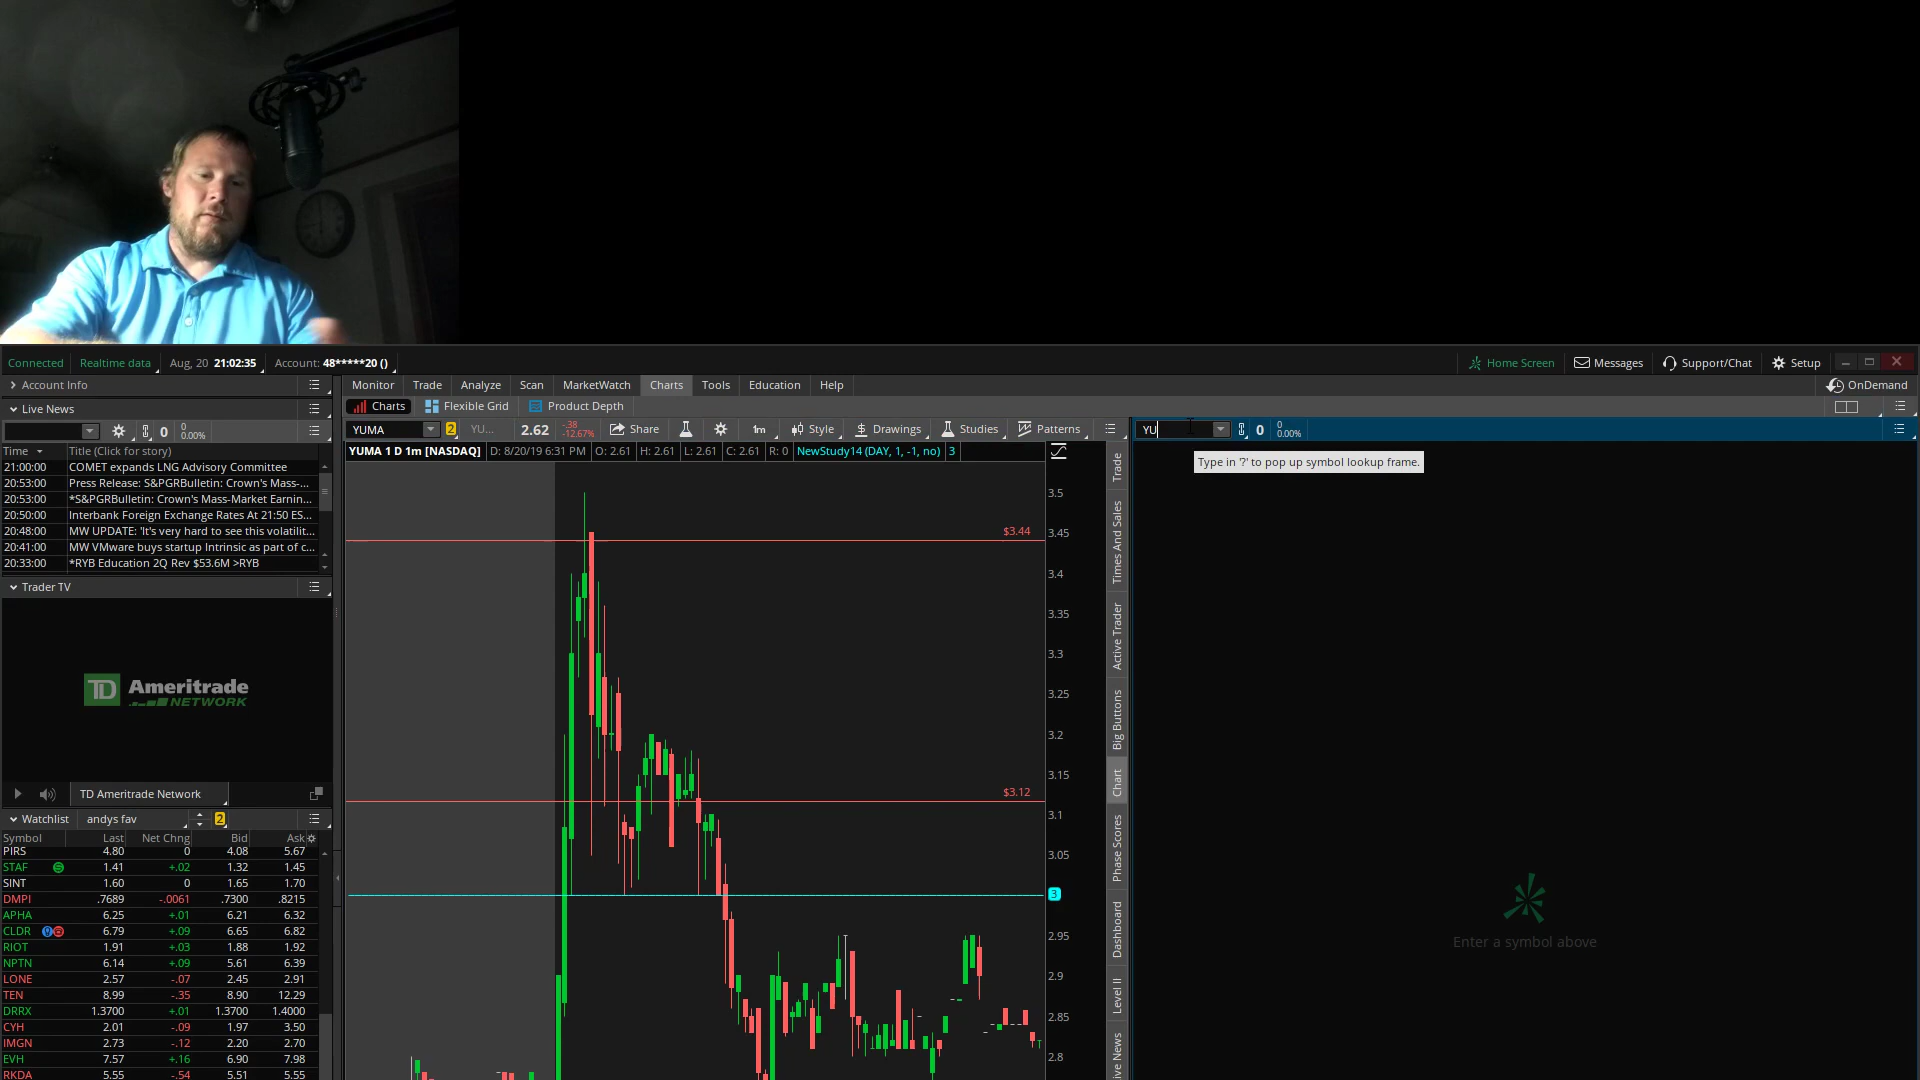 Connected Realtime data Aug, 20 21:02:35 Account: 48*****20 () Home Screen Messages Support/Chat Setup
Account Info Monitor Trade Analyze Scan MarketWatch Charts Tools Education Help OnDemand
Live News Charts Flexible Grid Product Depth
0 0 0.00% YUMA 2 YU... 2.62 -.38 -12.67% Share 1m Style Drawings Studies Patterns YU 0 0 0.00%
Time Title (Click for story) YUMA 1 D 1m [NASDAQ] D: 8/20/19 6:31 PM O: 2.61 H: 2.61 L: 2.61 C: 2.61 R: 0 NewStudy14 (DAY, 1, -1, no) 3
Type in '?' to pop up symbol lookup frame.
21:00:00 COMET expands LNG Advisory Committee
20:53:00 Press Release: S&PGRBulletin: Crown's Mass-...
20:53:00 *S&PGRBulletin: Crown's Mass-Market Earnin...
20:50:00 Interbank Foreign Exchange Rates At 21:50 ES...
20:48:00 MW UPDATE: 'It's very hard to see this volatilit...
20:41:00 MW VMware buys startup Intrinsic as part of c...
20:33:00 *RYB Education 2Q Rev $53.6M >RYB
Trader TV
TD Ameritrade
NETWORK
TD Ameritrade Network
Watchlist andys fav 2
Symbol Last Net Chng Bid Ask
PIRS 4.80 0 4.08 5.67
STAF 1.41 +.02 1.32 1.45
SINT 1.60 0 1.65 1.70
DMPI .7689 -.0061 .7300 .8215
APHA 6.25 +.01 6.21 6.32
CLDR 6.79 +.09 6.65 6.82
RIOT 1.91 +.03 1.88 1.92
NPTN 6.14 +.09 5.61 6.39
LONE 2.57 -.07 2.45 2.91
TEN 8.99 -.35 8.90 12.29
DRRX 1.3700 +.01 1.3700 1.4000
CYH 2.01 -.09 1.97 3.50
IMGN 2.73 -.12 2.20 2.70
EVH 7.57 +.16 6.90 7.98
RKDA 5.55 -.54 5.51 5.55
$3.44
$3.12
3.5
3.45
3.4
3.35
3.3
3.25
3.2
3.15
3.1
3.05
3
2.95
2.9
2.85
2.8
Trade
Times And Sales
Active Trader
Big Buttons
Chart
Phase Scores
Dashboard
Level II
ive News
Enter a symbol above